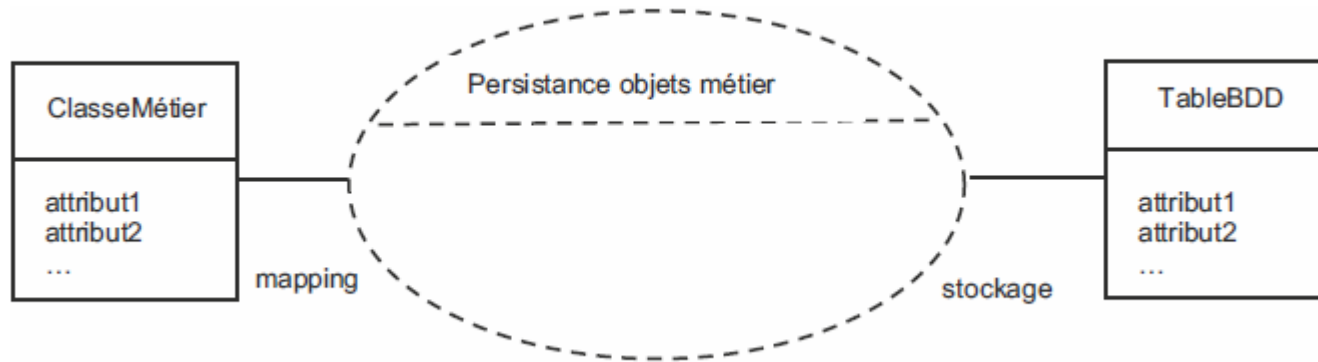 ClasseMétier
attribut1
attribut2
...
mapping
Persistance objets métier
stockage
TableBDD
attribut1
attribut2
...